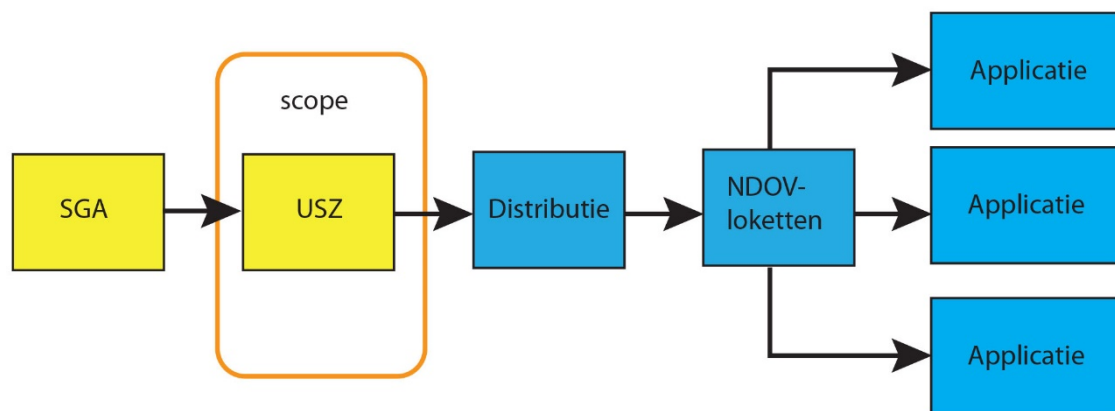 scope
SGA
USZ
Distributie
NDOV-
loketten
Applicatie
Applicatie
Applicatie